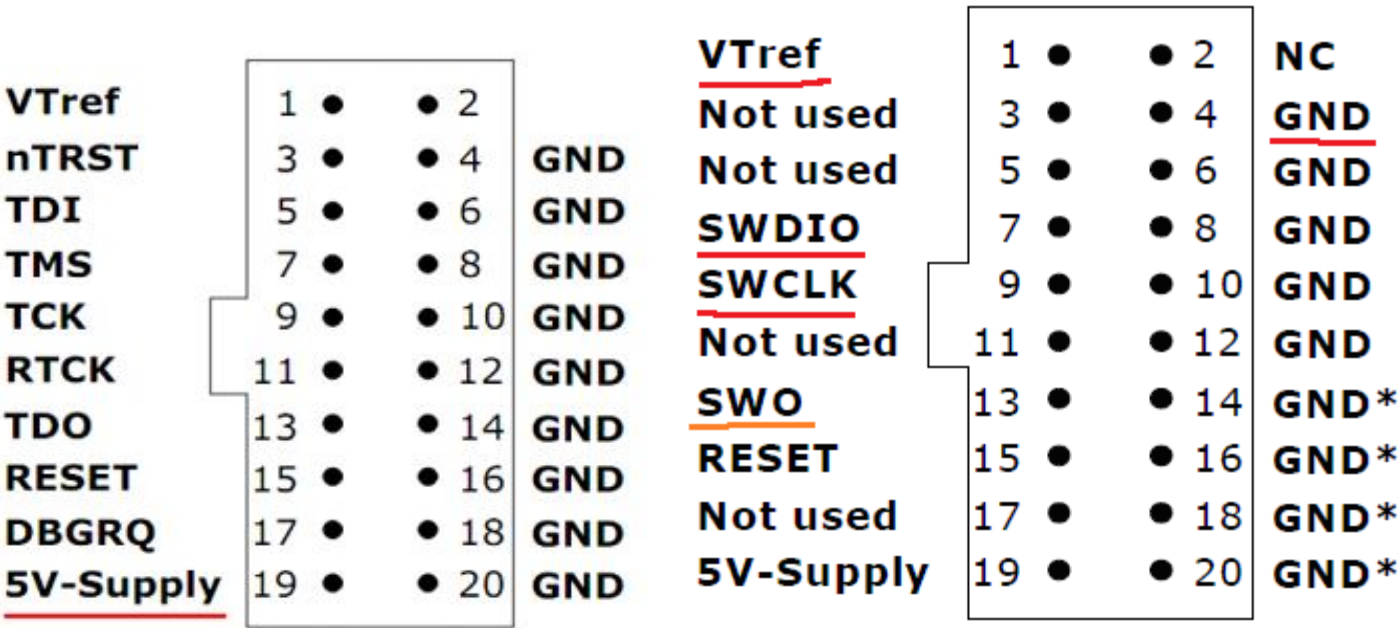 VTref 1 2
nTRST 3 4 GND
TDI 5 6 GND
TMS 7 8 GND
TCK 9 10 GND
RTCK 11 12 GND
TDO 13 14 GND
RESET 15 16 GND
DBGRQ 17 18 GND
5V-Supply 19 20 GND
VTref 1 2 NC
Not used 3 4 GND
Not used 5 6 GND
SWDIO 7 8 GND
SWCLK 9 10 GND
Not used 11 12 GND
SWO 13 14 GND*
RESET 15 16 GND*
Not used 17 18 GND*
5V-Supply 19 20 GND*